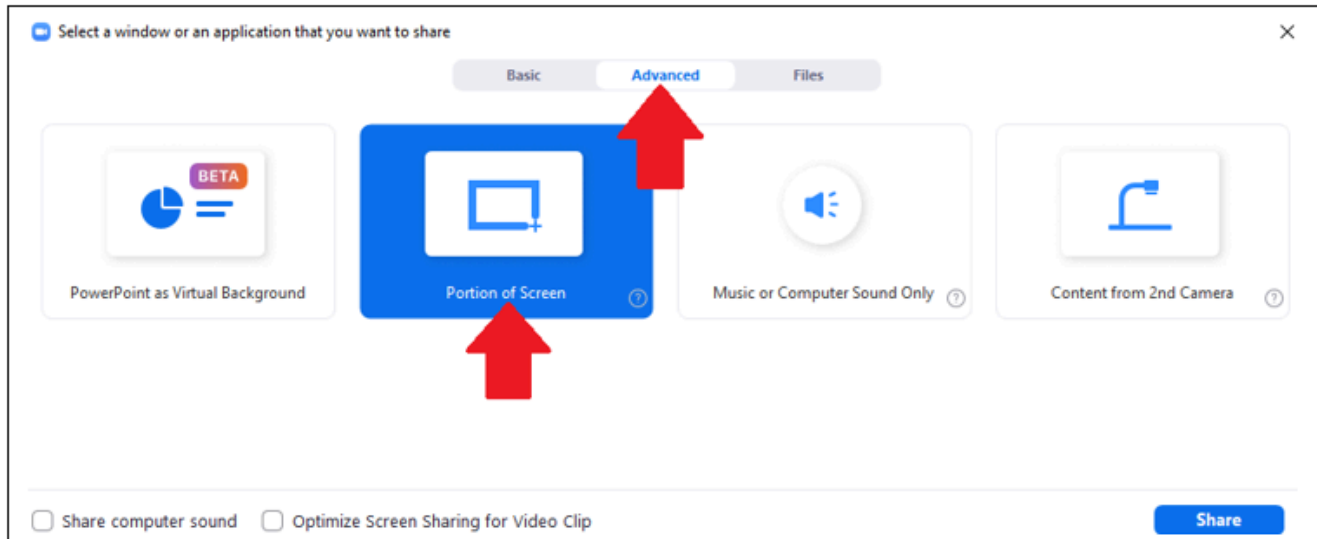 Select a window or an application that you want to share
Basic Advanced Files
BETA
PowerPoint as Virtual Background
Portion of Screen ?
Music or Computer Sound Only ?
Content from 2nd Camera ?
Share computer sound Optimize Screen Sharing for Video Clip Share